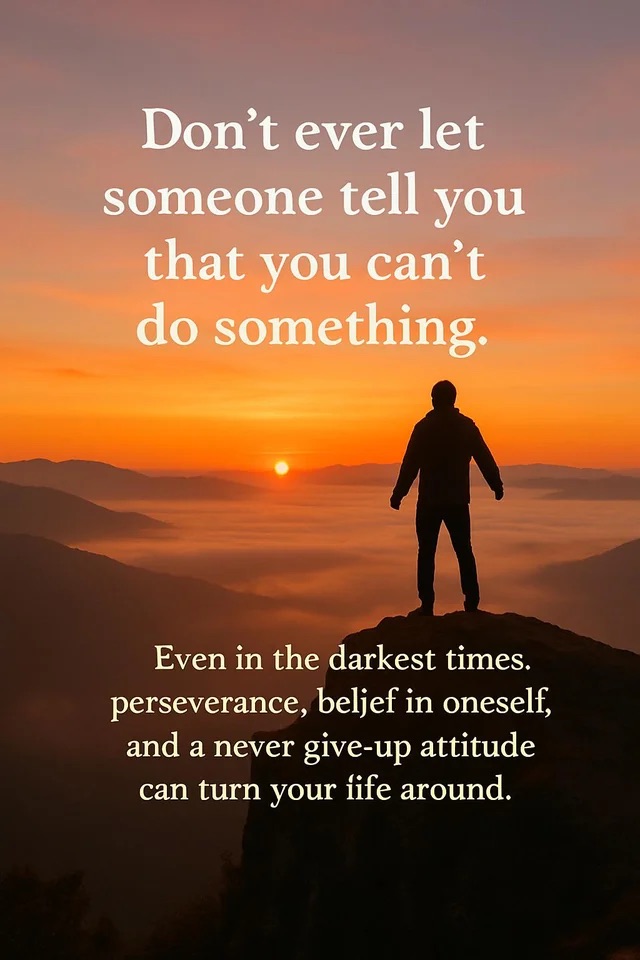 Don't ever let
someone tell you
that you can't
do something.
Even in the darkest times.
perseverance, beljef in oneself,
and a never give-up attitude
can turn your life around.